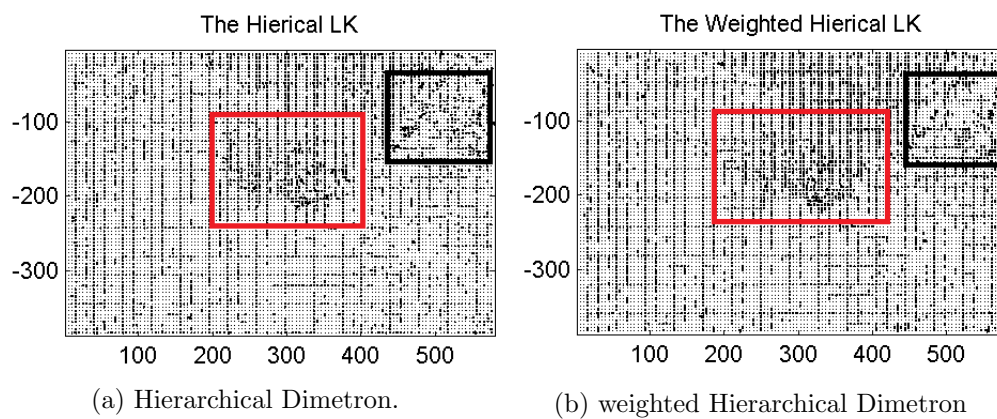 The Hierical LK
-100
-200
-300
100 200 300 400 500
(a) Hierarchical Dimetron.
The Weighted Hierical LK
-100
-200
-300
100 200 300 400 500
(b) weighted Hierarchical Dimetron